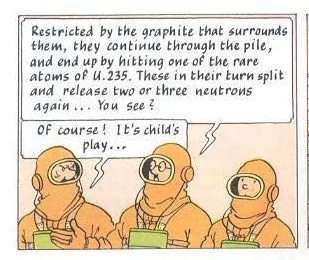 Restricted by the graphite that surrounds
them, they continue through the pile,
and end up by hitting one of the rare
atoms of U.235. These in their turn split
and release two or three neutrons
again... You see?
OF course! It's child's
play...